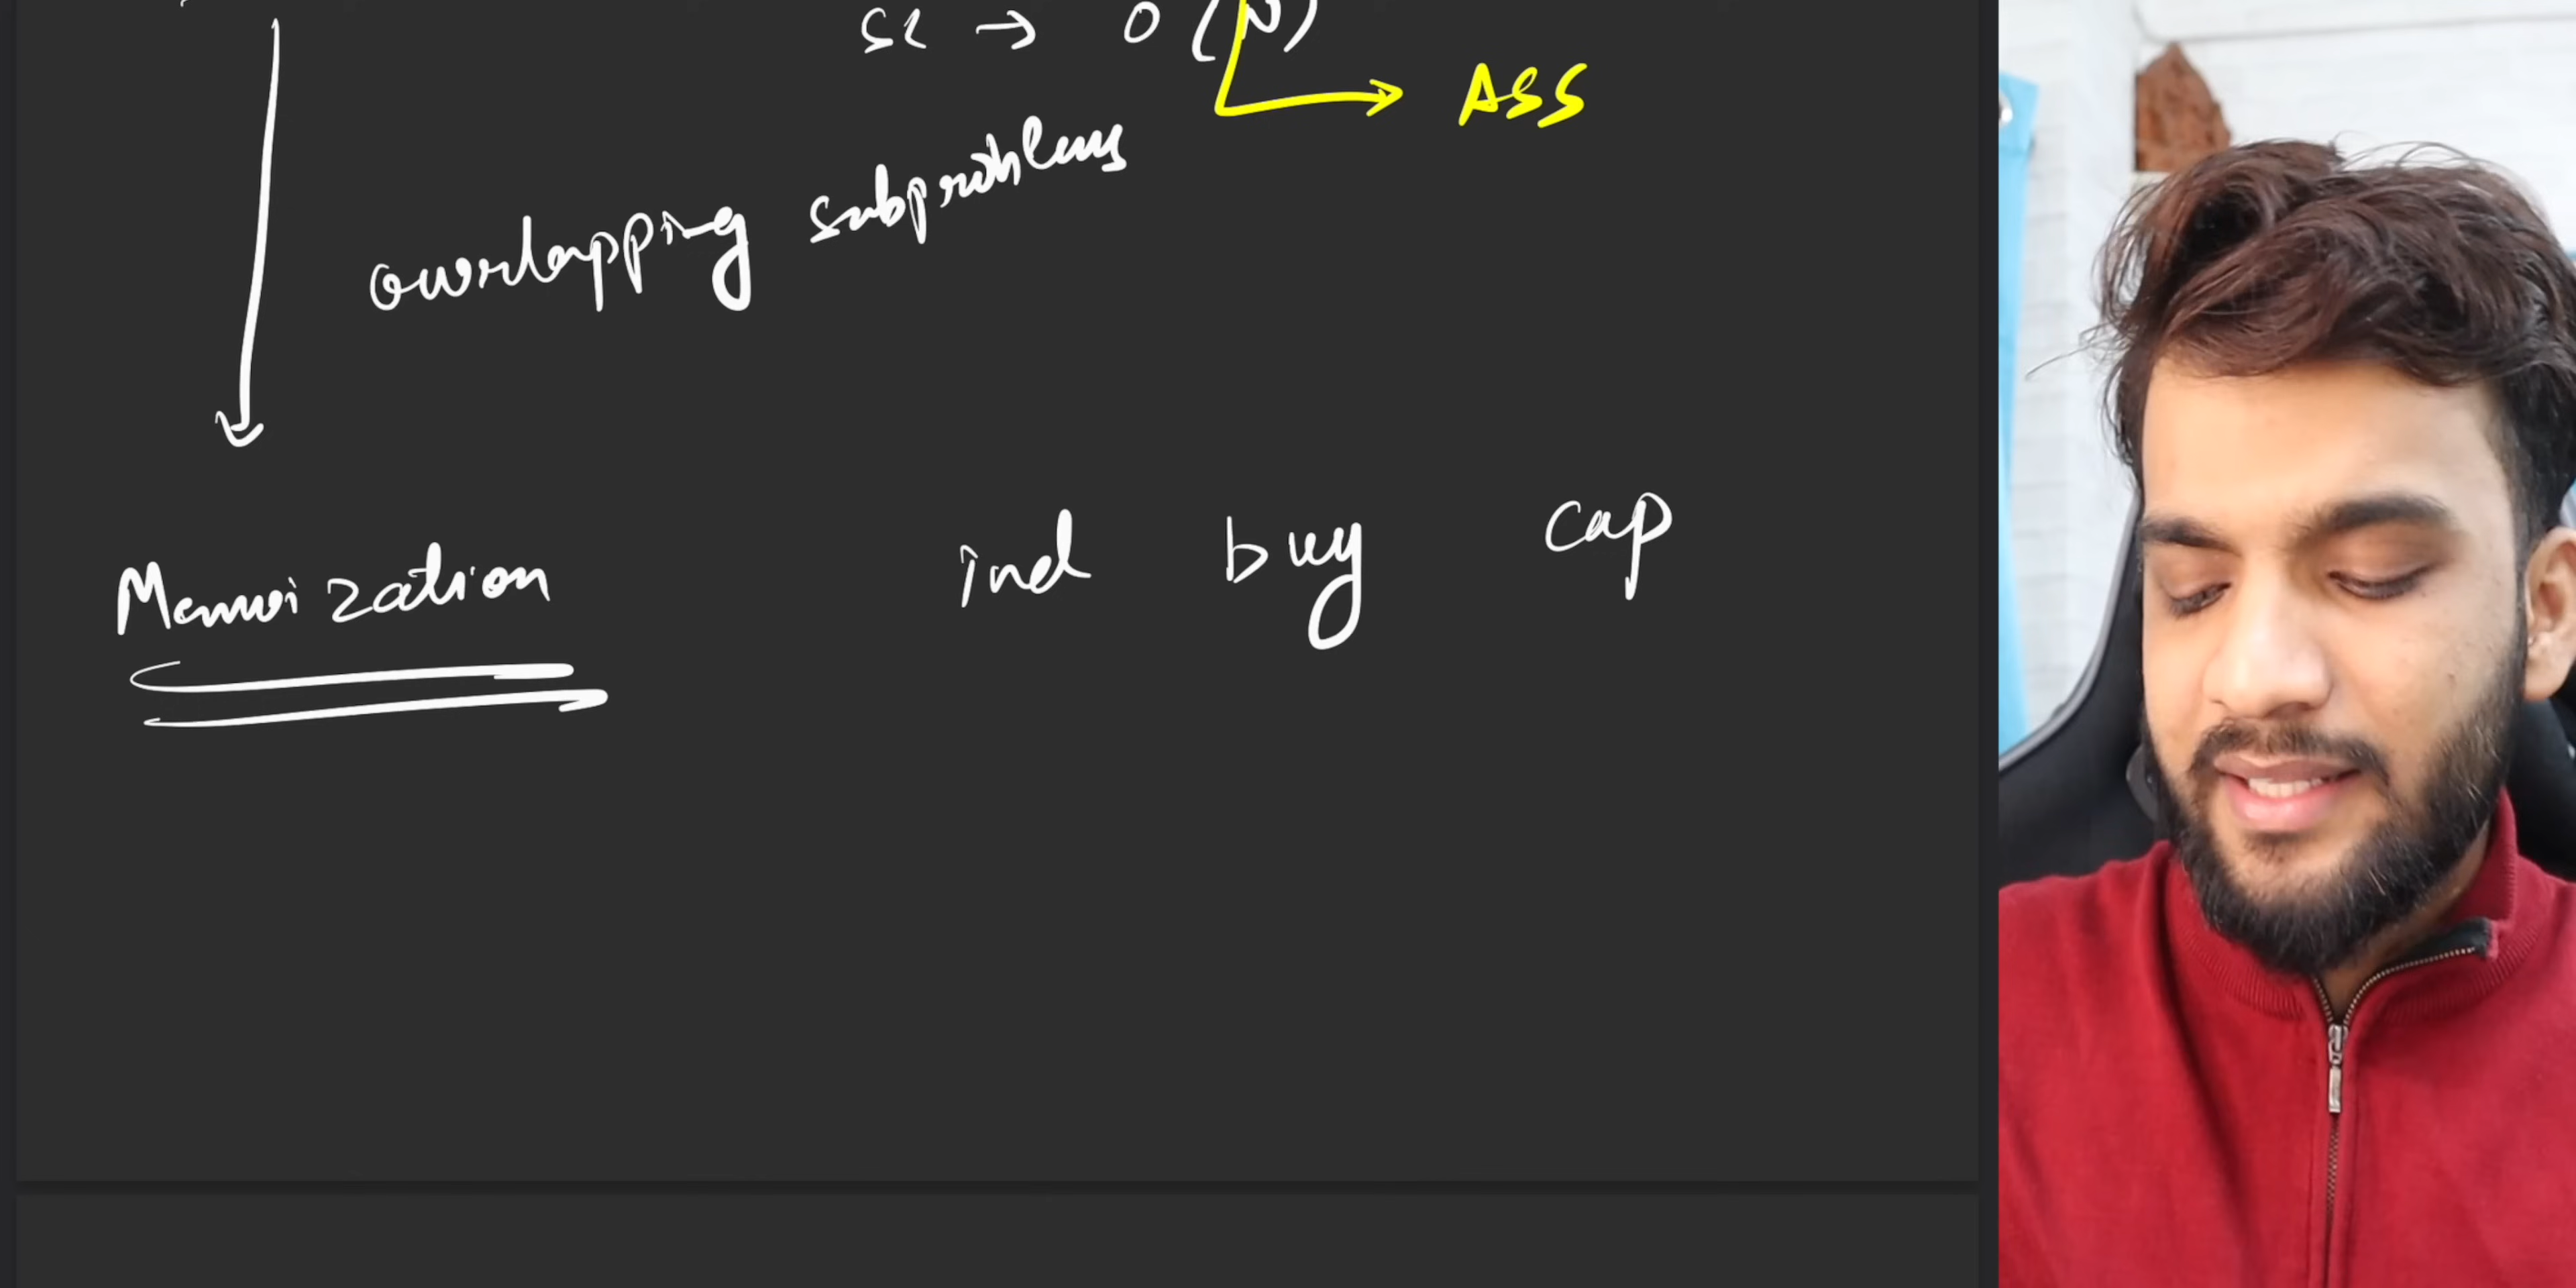 SC → O(N)
→ ASS
overlapping subproblems
Memoization
ind buy cap